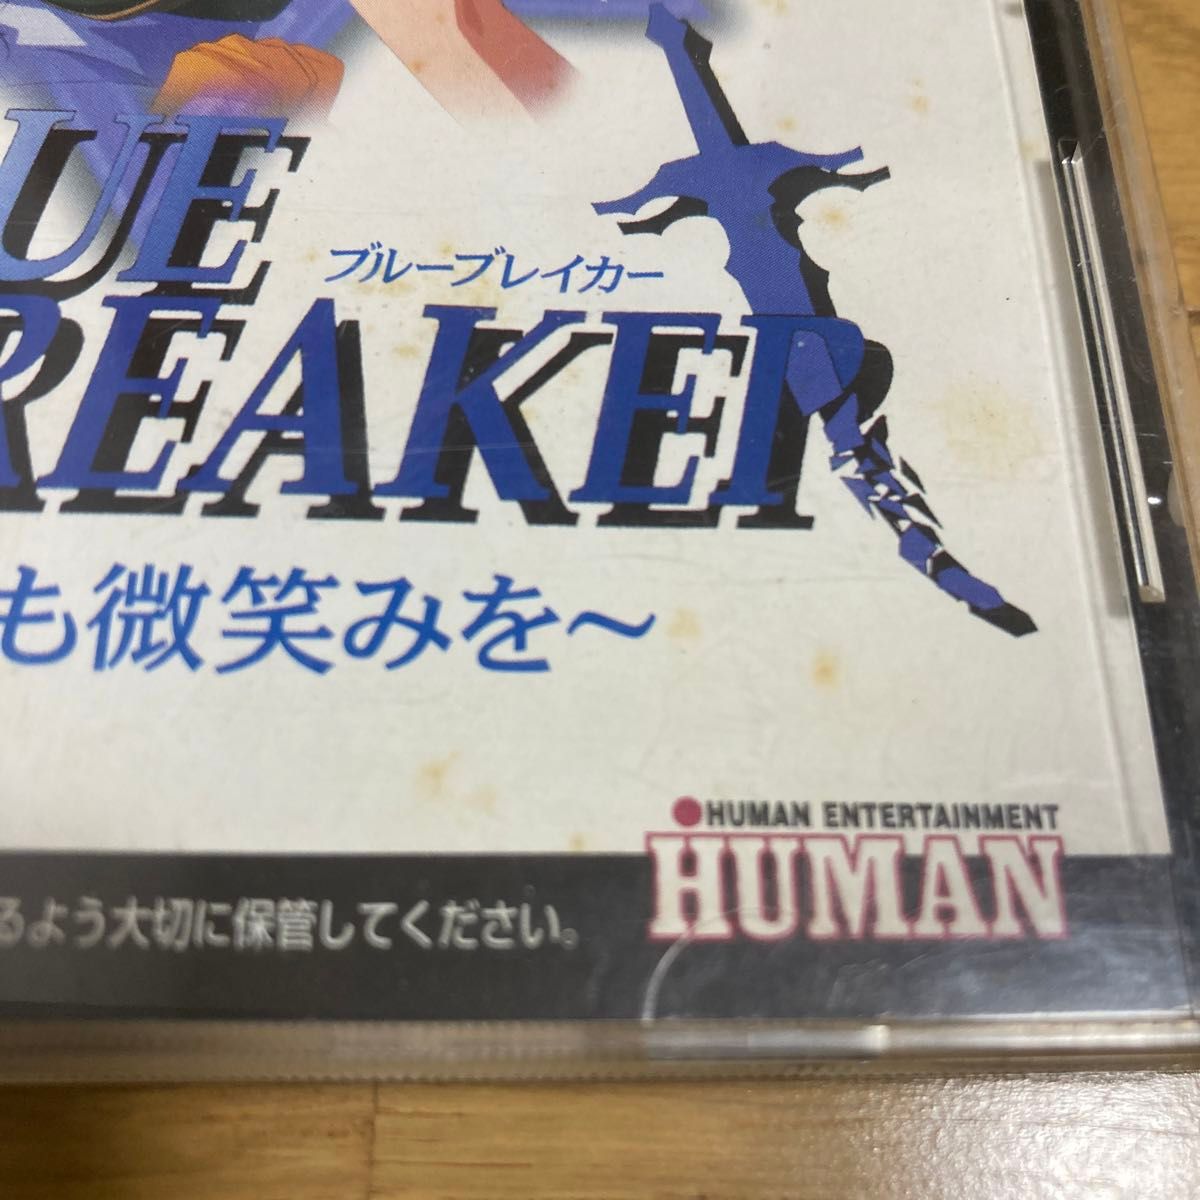 UE
ブルーブレイカー
REAKER
も微笑みを~
HUMAN ENTERTAINMENT
HUMAN
るよう大切に保管してください。